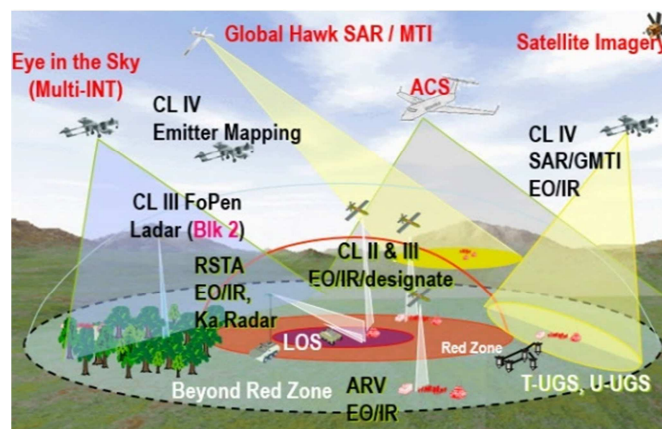 Global Hawk SAR / MTI
Satellite Imagery
Eye in the Sky
(Multi-INT)
ACS
CL IV
Emitter Mapping
CL IV
SAR/GMTI
EO/IR
CL III FoPen
Ladar (Blk 2)
CL II & III
EO/IR/designate
RSTA
EO/IR,
Ka Radar
LOS
Red Zone
Beyond Red Zone
ARV
EO/IR
T-UGS, U-UGS